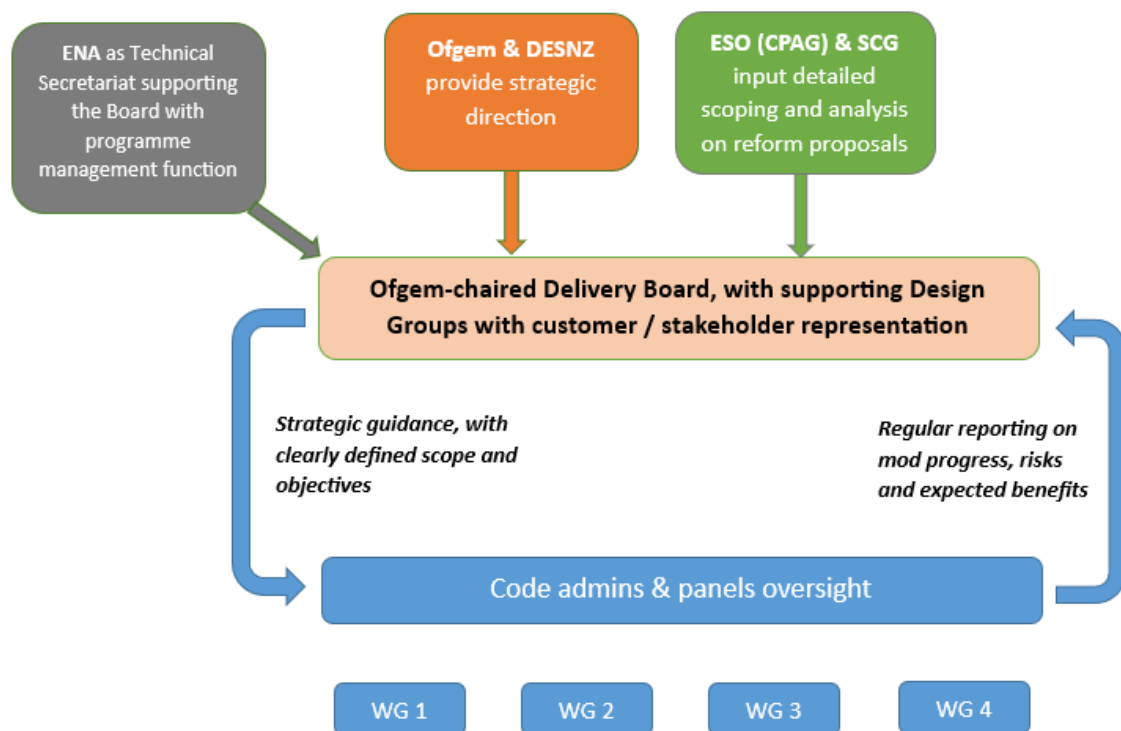 ENA as Technical
Secretariat supporting
the Board with
programme
management function
Ofgem & DESNZ
provide strategic
direction
ESO (CPAG) & SCG
input detailed
scoping and analysis
on reform proposals
Ofgem-chaired Delivery Board, with supporting Design
Groups with customer / stakeholder representation
Strategic guidance, with
clearly defined scope and
objectives
Regular reporting on
mod progress, risks
and expected benefits
Code admins & panels oversight
WG 1
WG 2
WG 3
WG 4